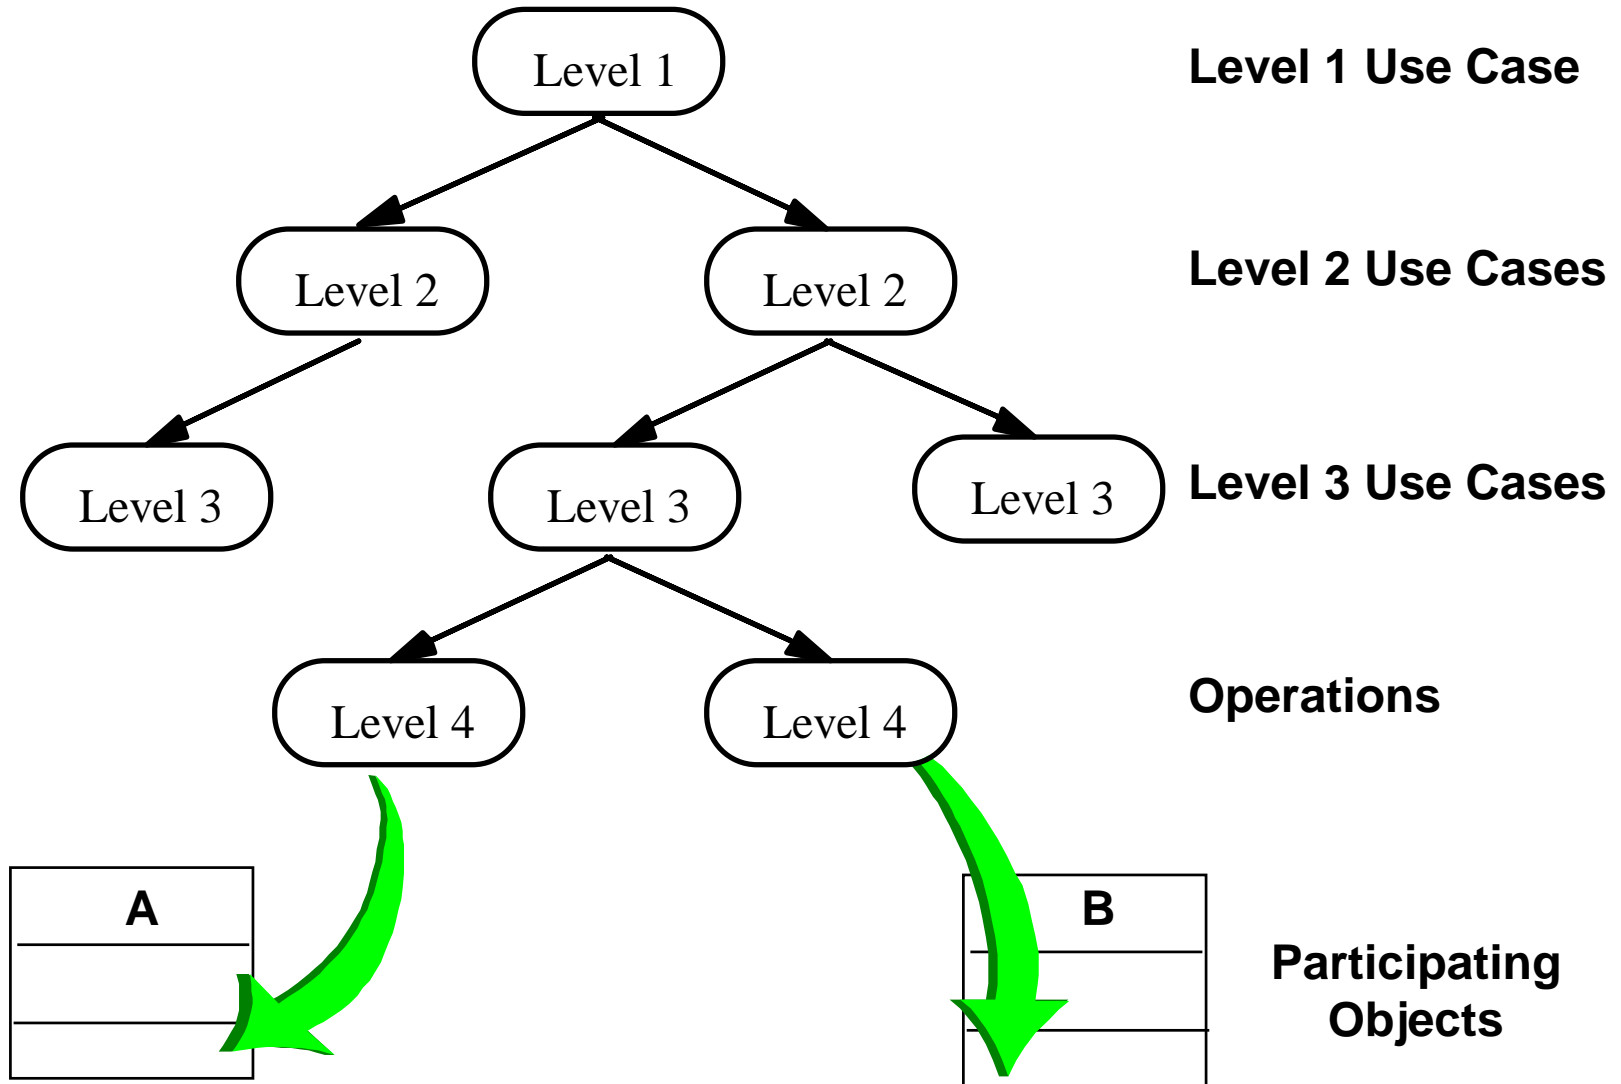 Level 1
Level 1 Use Case
Level 2
Level 2
Level 2 Use Cases
Level 3
Level 3
Level 3
Level 3 Use Cases
Level 4
Level 4
Operations
A
B
Participating
Objects